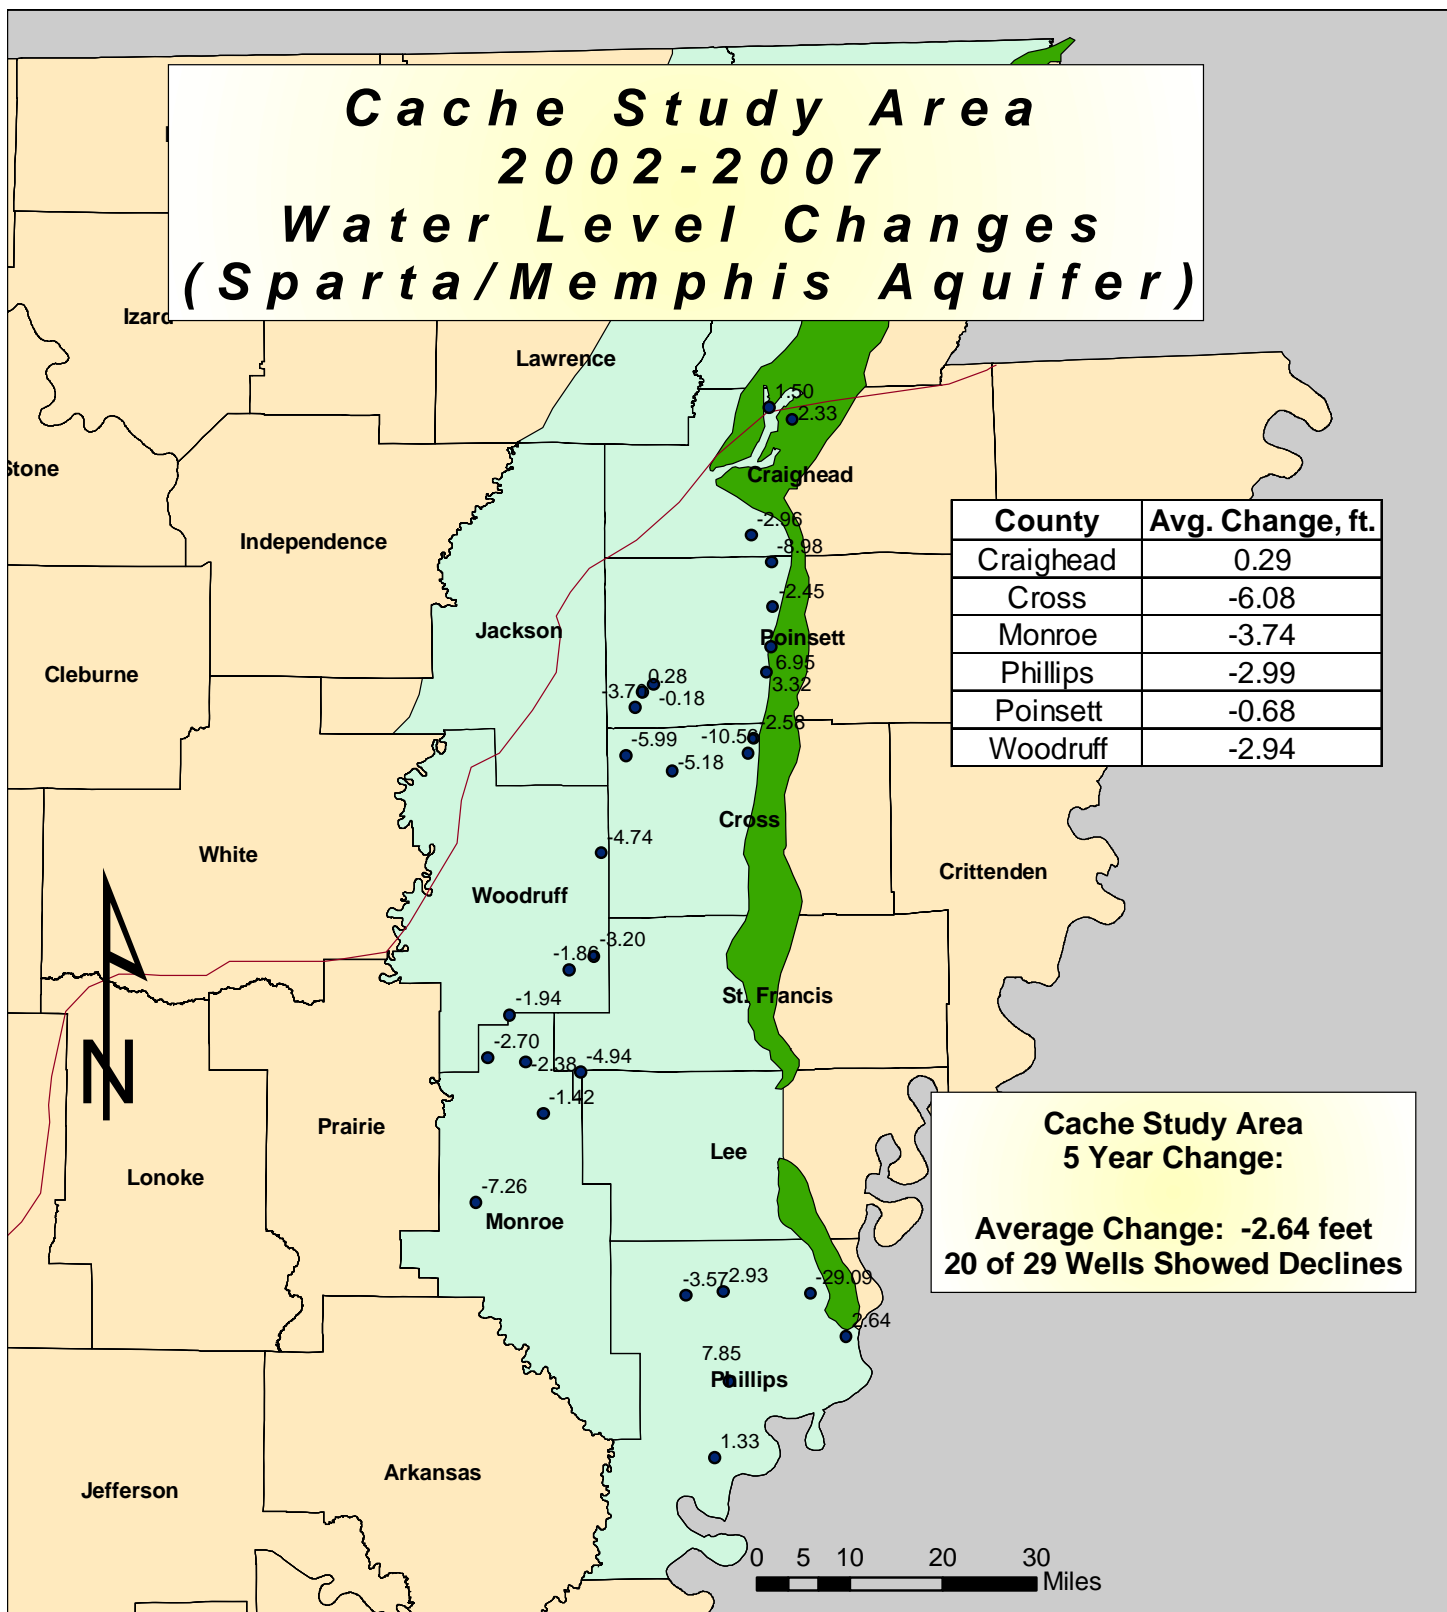 Cache Study Area
2002-2007
Water Level Changes
(Sparta/Memphis Aquifer)
Izard
Lawrence
1.50
2.33
Stone
Craighead
County Avg. Change, ft.
Craighead 0.29
Cross -6.08
Monroe -3.74
Phillips -2.99
Poinsett -0.68
Woodruff -2.94
-2.96
Independence
-8.98
-2.45
Jackson
Poinsett
Cleburne
6.95
0.28
3.32
-0.18
-2.58
-5.99
-5.18
Cross
-4.74
White
Crittenden
Woodruff
-3.20
-1.86
St. Francis
-1.94
-2.70
-2.38
-4.94
-1.42
N
Prairie
Lee
Lonoke
Cache Study Area
5 Year Change:
Average Change: -2.64 feet
20 of 29 Wells Showed Declines
-7.26
Monroe
-3.57
2.93
-29.09
2.64
7.85
Phillips
1.33
Arkansas
Jefferson
0 5 10 20 30
Miles